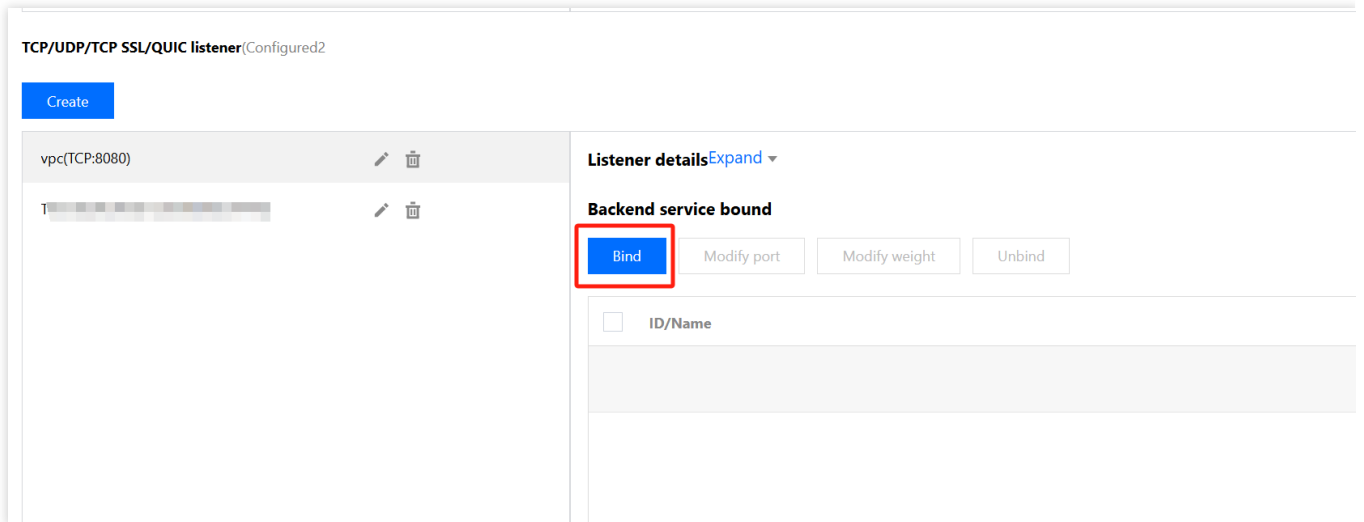 TCP/UDP/TCP SSL/QUIC listener(Configured2
Create
vpc(TCP:8080)
Listener details Expand
Backend service bound
Bind Modify port Modify weight Unbind
ID/Name